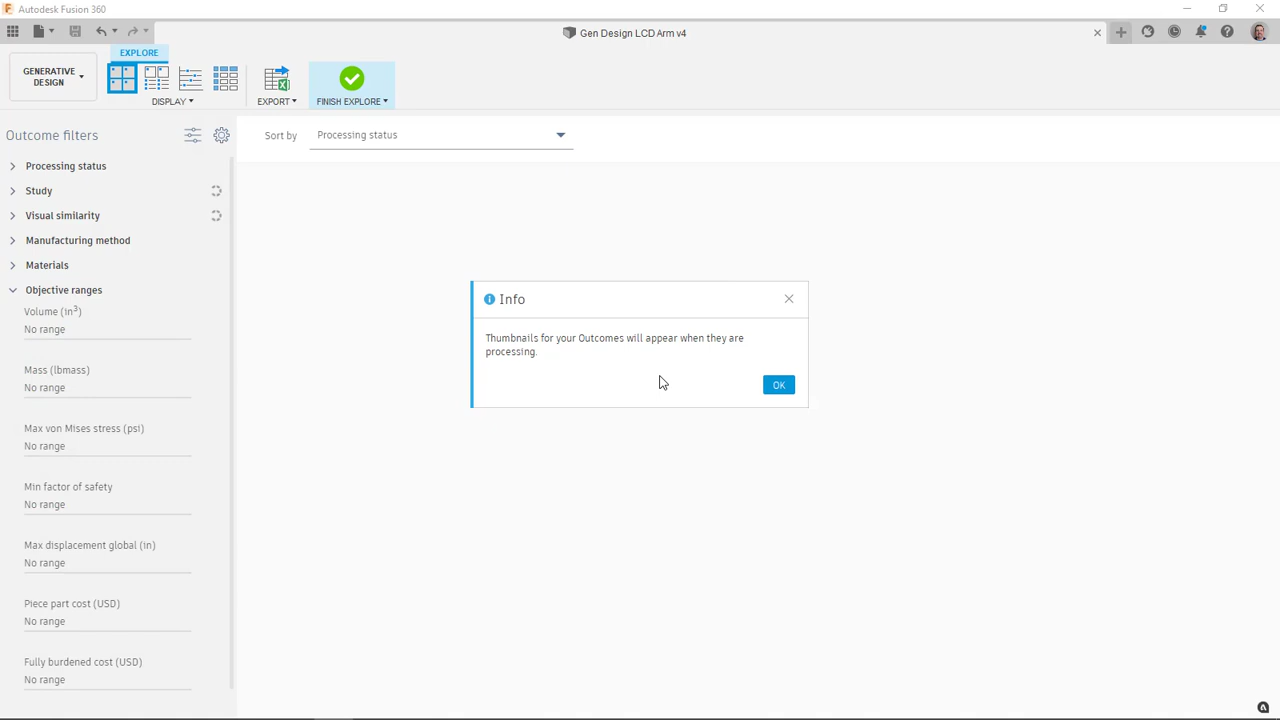 Autodesk Fusion 360
Gen Design LCD Arm v4
EXPLORE
GENERATIVE
DESIGN
DISPLAY
EXPORT
FINISH EXPLORE
Outcome filters
Sort by
Processing status
Processing status
Study
Visual similarity
Manufacturing method
Materials
Objective ranges
Volume (in³)
No range
Mass (lbmass)
No range
Max von Mises stress (psi)
No range
Min factor of safety
No range
Max displacement global (in)
No range
Piece part cost (USD)
No range
Fully burdened cost (USD)
No range
Info
Thumbnails for your Outcomes will appear when they are
processing.
OK